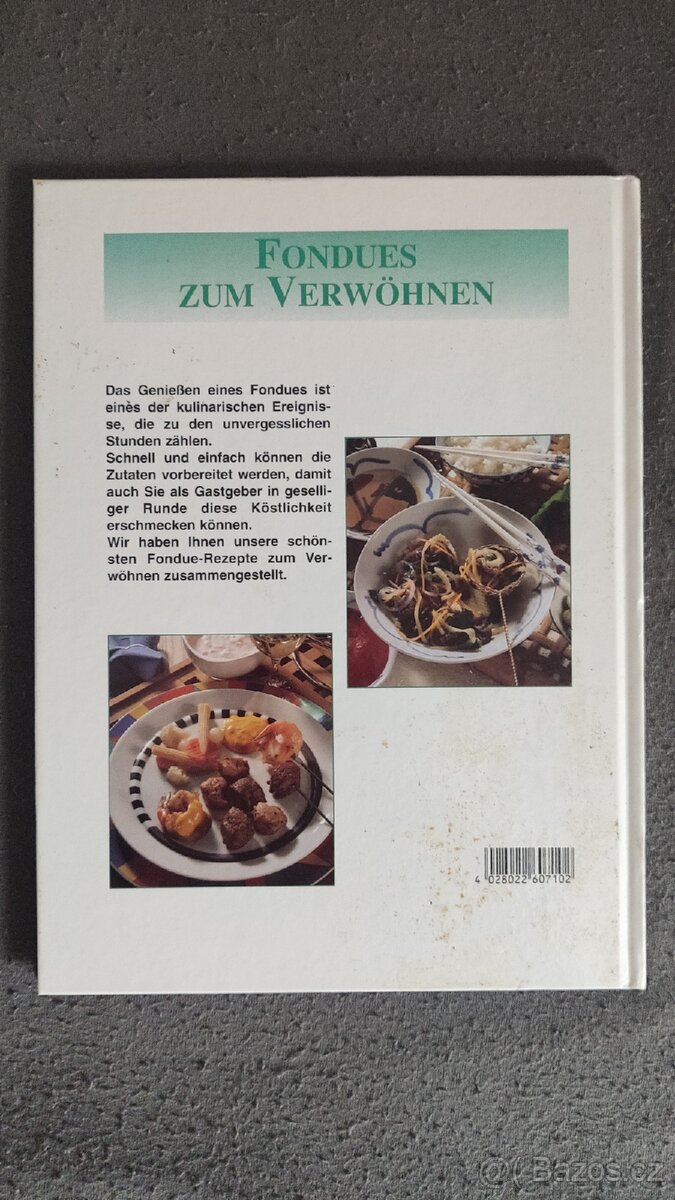 FONDUES
ZUM VERWÖHNEN
Das Genießen eines Fondues ist
eines der kulinarischen Ereignis-
se, die zu den unvergesslichen
Stunden zählen.
Schnell und einfach können die
Zutaten vorbereitet werden, damit
auch Sie als Gastgeber in geselli-
ger Runde diese Köstlichkeit
erschmecken können.
Wir haben Ihnen unsere schön-
sten Fondue-Rezepte zum Ver-
wöhnen zusammengestellt.
4 028022 607102
@( Bazos.cz